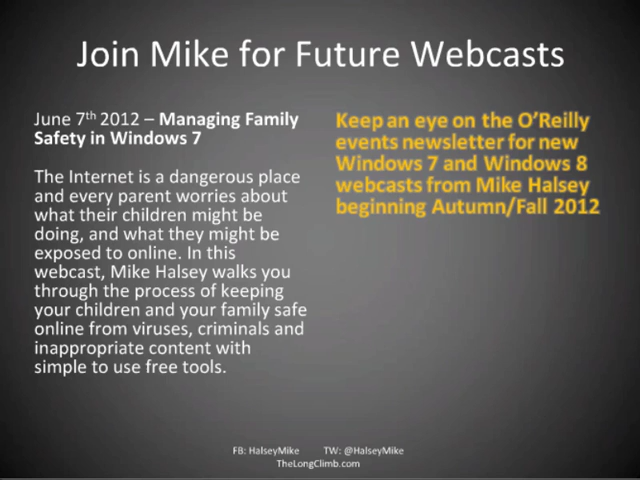 Join Mike for Future Webcasts
June 7th 2012 – Managing Family
Safety in Windows 7
The Internet is a dangerous place
and every parent worries about
what their children might be
doing, and what they might be
exposed to online. In this
webcast, Mike Halsey walks you
through the process of keeping
your children and your family safe
online from viruses, criminals and
inappropriate content with
simple to use free tools.
Keep an eye on the O’Reilly
events newsletter for new
Windows 7 and Windows 8
webcasts from Mike Halsey
beginning Autumn/Fall 2012
FB: HalseyMike TW: @HalseyMike
TheLongClimb.com